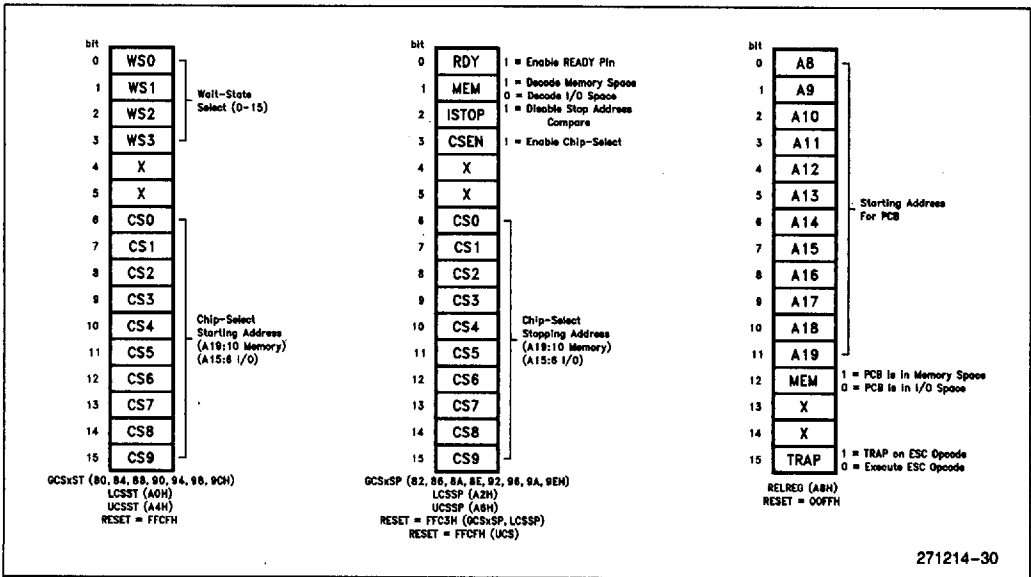 bit
0 WS0
1 WS1
2 WS2
3 WS3
4 X
5 X
6 CS0
7 CS1
8 CS2
9 CS3
10 CS4
11 CS5
12 CS6
13 CS7
14 CS8
15 CS9
Wait-State
Select (0-15)
Chip-Select
Starting Address
(A19:10 Memory)
(A15:6 I/O)
GCSxST (80, 84, 88, 90, 94, 98, 9CH)
LCSST (A0H)
UCSST (A4H)
RESET = FFCFH
bit
0 RDY 1 = Enable READY Pin
1 MEM 1 = Decode Memory Space
0 = Decode I/O Space
2 ISTOP 1 = Disable Stop Address
Compare
3 CSEN 1 = Enable Chip-Select
4 X
5 X
6 CS0
7 CS1
8 CS2
9 CS3
10 CS4
11 CS5
12 CS6
13 CS7
14 CS8
15 CS9
Chip-Select
Stopping Address
(A19:10 Memory)
(A15:6 I/O)
GCSxSP (82, 86, 8A, 8E, 92, 96, 9A, 9EH)
LCSSP (A2H)
UCSSP (A6H)
RESET = FFC3H (GCSxSP, LCSSP)
RESET = FFCFH (UCS)
bit
0 A8
1 A9
2 A10
3 A11
4 A12
5 A13
6 A14
7 A15
8 A16
9 A17
10 A18
11 A19
12 MEM 1 = PCB is in Memory Space
0 = PCB is in I/O Space
13 X
14 X
15 TRAP 1 = TRAP on ESC Opcode
0 = Execute ESC Opcode
Starting Address
For PCB
RELREG (A8H)
RESET = 00FFH
271214-30